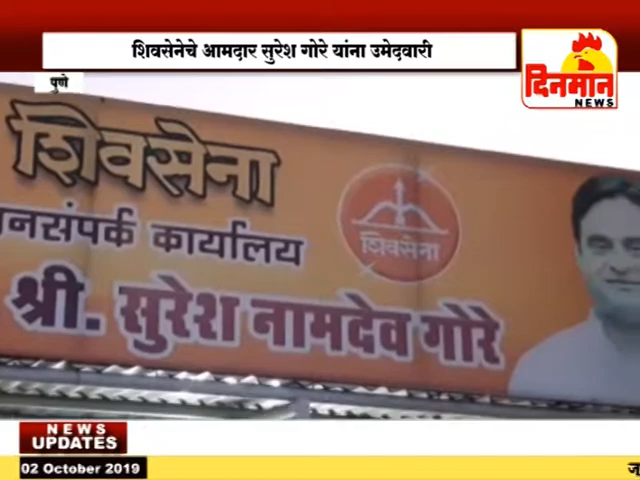 शिवसेनेचे आमदार सुरेश गोरे यांना उमेदवारी
पुणे
दिनमान
NEWS
शिवसेना
नसंपर्क कार्यालय
शिवसेना
श्री. सुरेश नामदेव गोरे
NEWS
UPDATES
02 October 2019